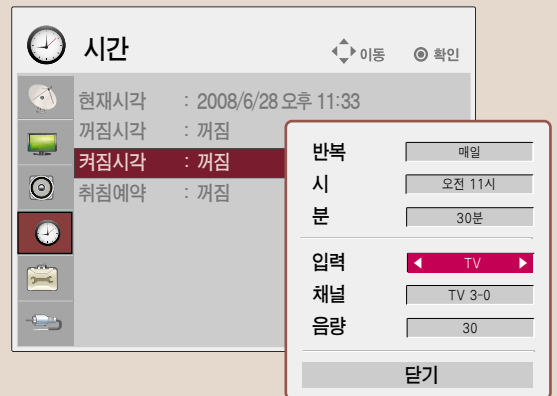 시간
이동 확인
현재시각 : 2008/6/28 오후 11:33
꺼짐시각 : 꺼짐
켜짐시각 : 꺼짐
취침예약 : 꺼짐
반복 매일
시 오전 11시
분 30분
입력 TV
채널 TV 3-0
음량 30
닫기